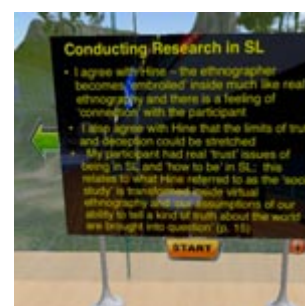 Conducting Research in SL
• I agree with Hine – the ethnographer
becomes 'embroiled' inside much like real
ethnography and there is a feeling of
'connection' with the participant
• I also agree with Hine that the limits of
and deception could be stretched
• My participant had real 'trust' issues of
being in SL and 'how to be' in SL; this
relates to what Hine referred to as the
study' is transformed inside virtual
ethnography and 'our assumptions of our
ability to tell a kind of truth about the world
are brought into question' (p. 15)
START